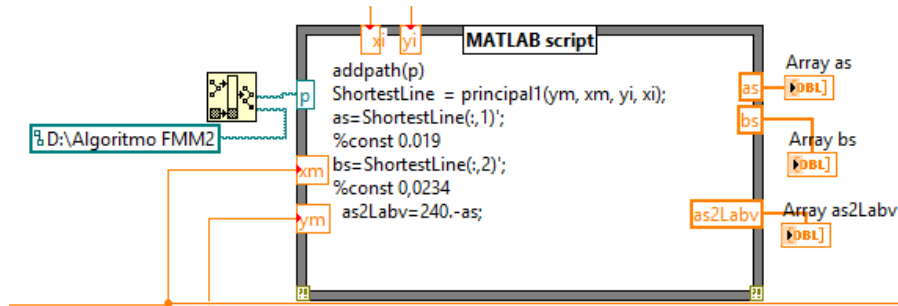 xi yi MATLAB script
addpath(p)
Array as
p ShortestLine = principal1(ym, xm, yi, xi);
as DBL]
as=ShortestLine(:,1)';
bs
%const 0.019
D:\Algoritmo FMM2
Array bs
xm bs=ShortestLine(:,2)';
DBL]
%const 0,0234
ym as2Labv=240.-as;
as2Labv Array as2Labv
DBL]